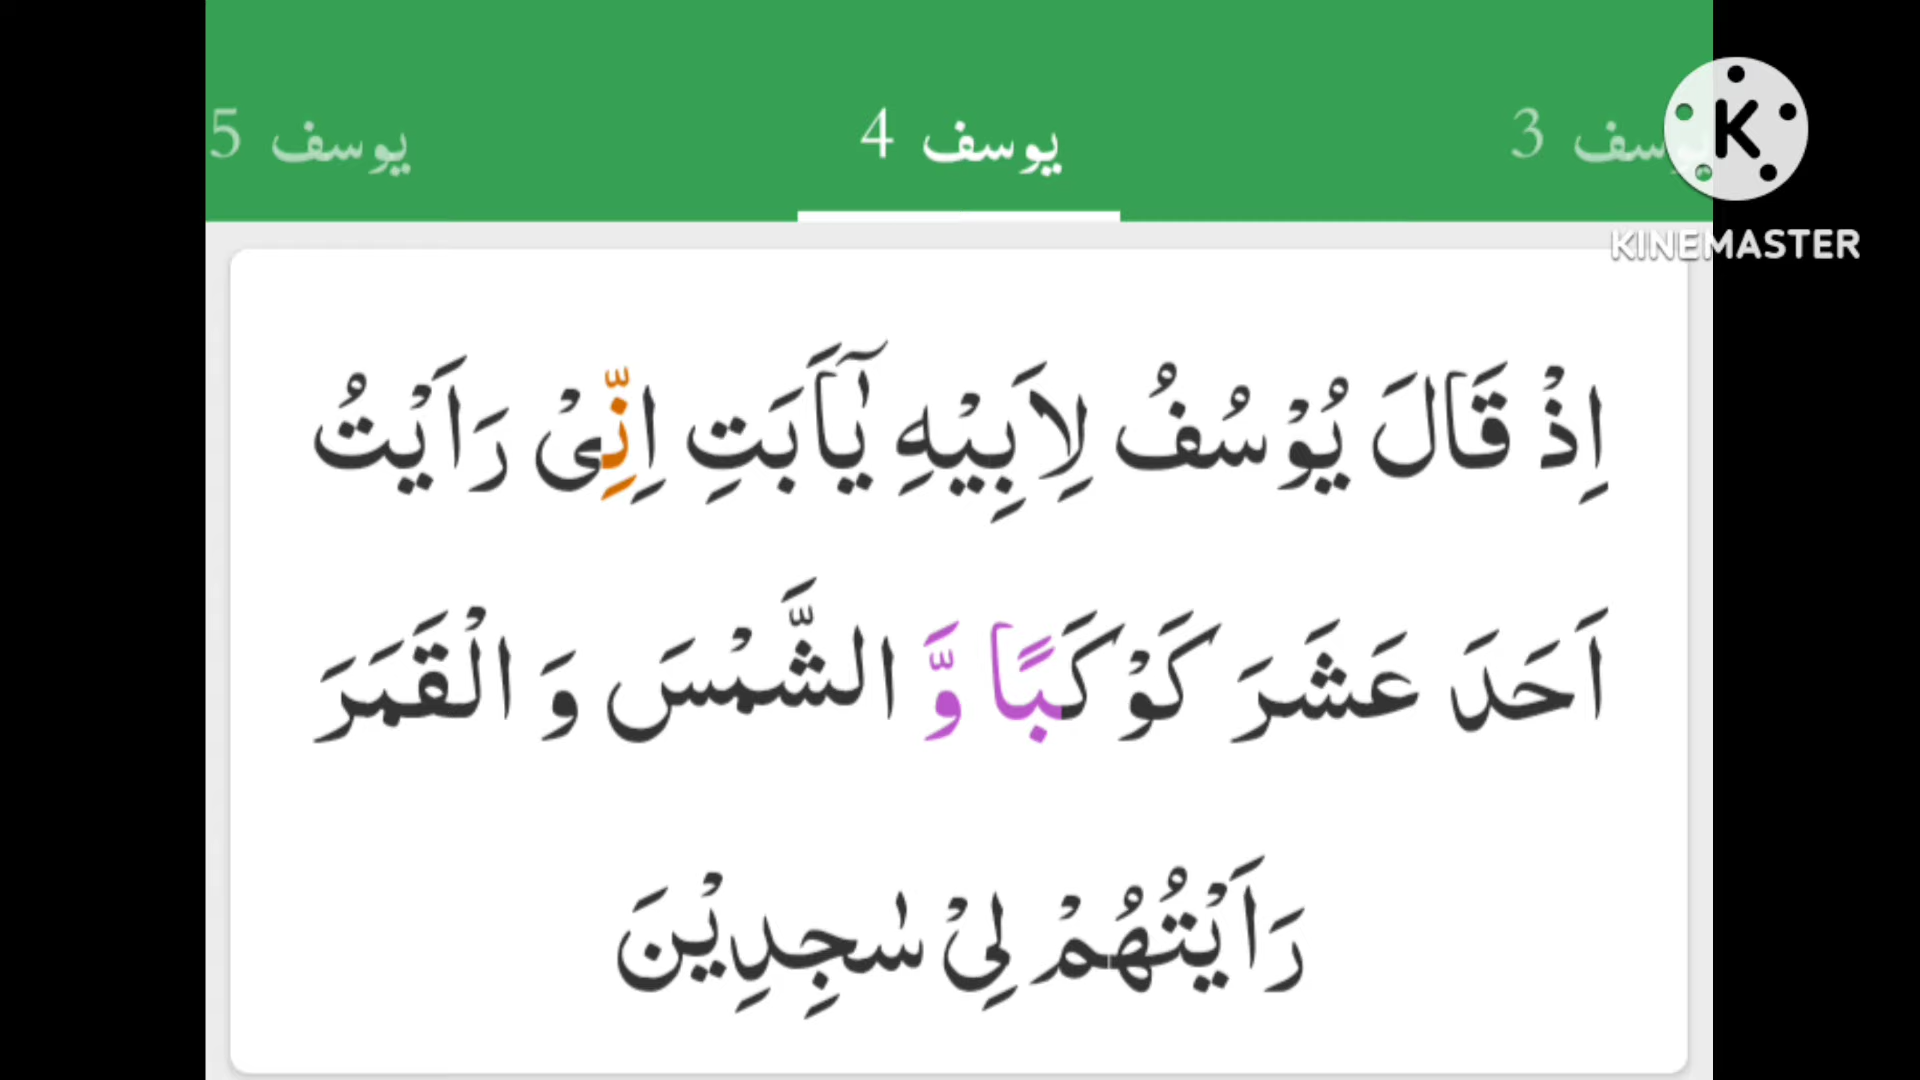 يوسف 3
يوسف 4
يوسف 5
KINEMASTER
اِذْ قَالَ يُوْسُفُ لِاَبِيْهِ يٰۤاَبَتِ اِنِّىْ رَاَيْتُ
اَحَدَ عَشَرَ كَوْكَبًا وَّ الشَّمْسَ وَ الْقَمَرَ
رَاَيْتُهُمْ لِىْ سٰجِدِيْنَ